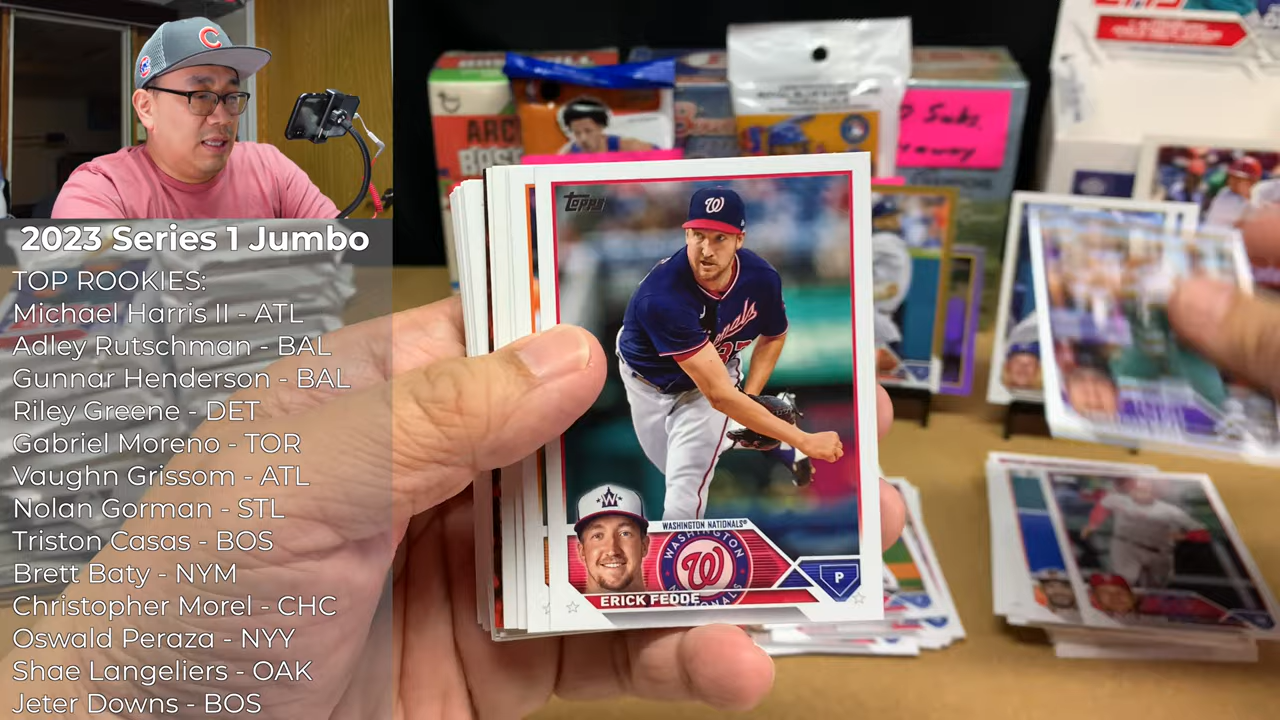 2023 Series 1 Jumbo
TOP ROOKIES:
Michael Harris II - ATL
Adley Rutschman - BAL
Gunnar Henderson - BAL
Riley Greene - DET
Gabriel Moreno - TOR
Vaughn Grissom - ATL
Nolan Gorman - STL
Triston Casas - BOS
Brett Baty - NYM
Christopher Morel - CHC
Oswald Peraza - NYY
Shae Langeliers - OAK
Jeter Downs - BOS
Topps
WASHINGTON NATIONALS®
WASHINGTON
P
ERICK FEDDE
ARC